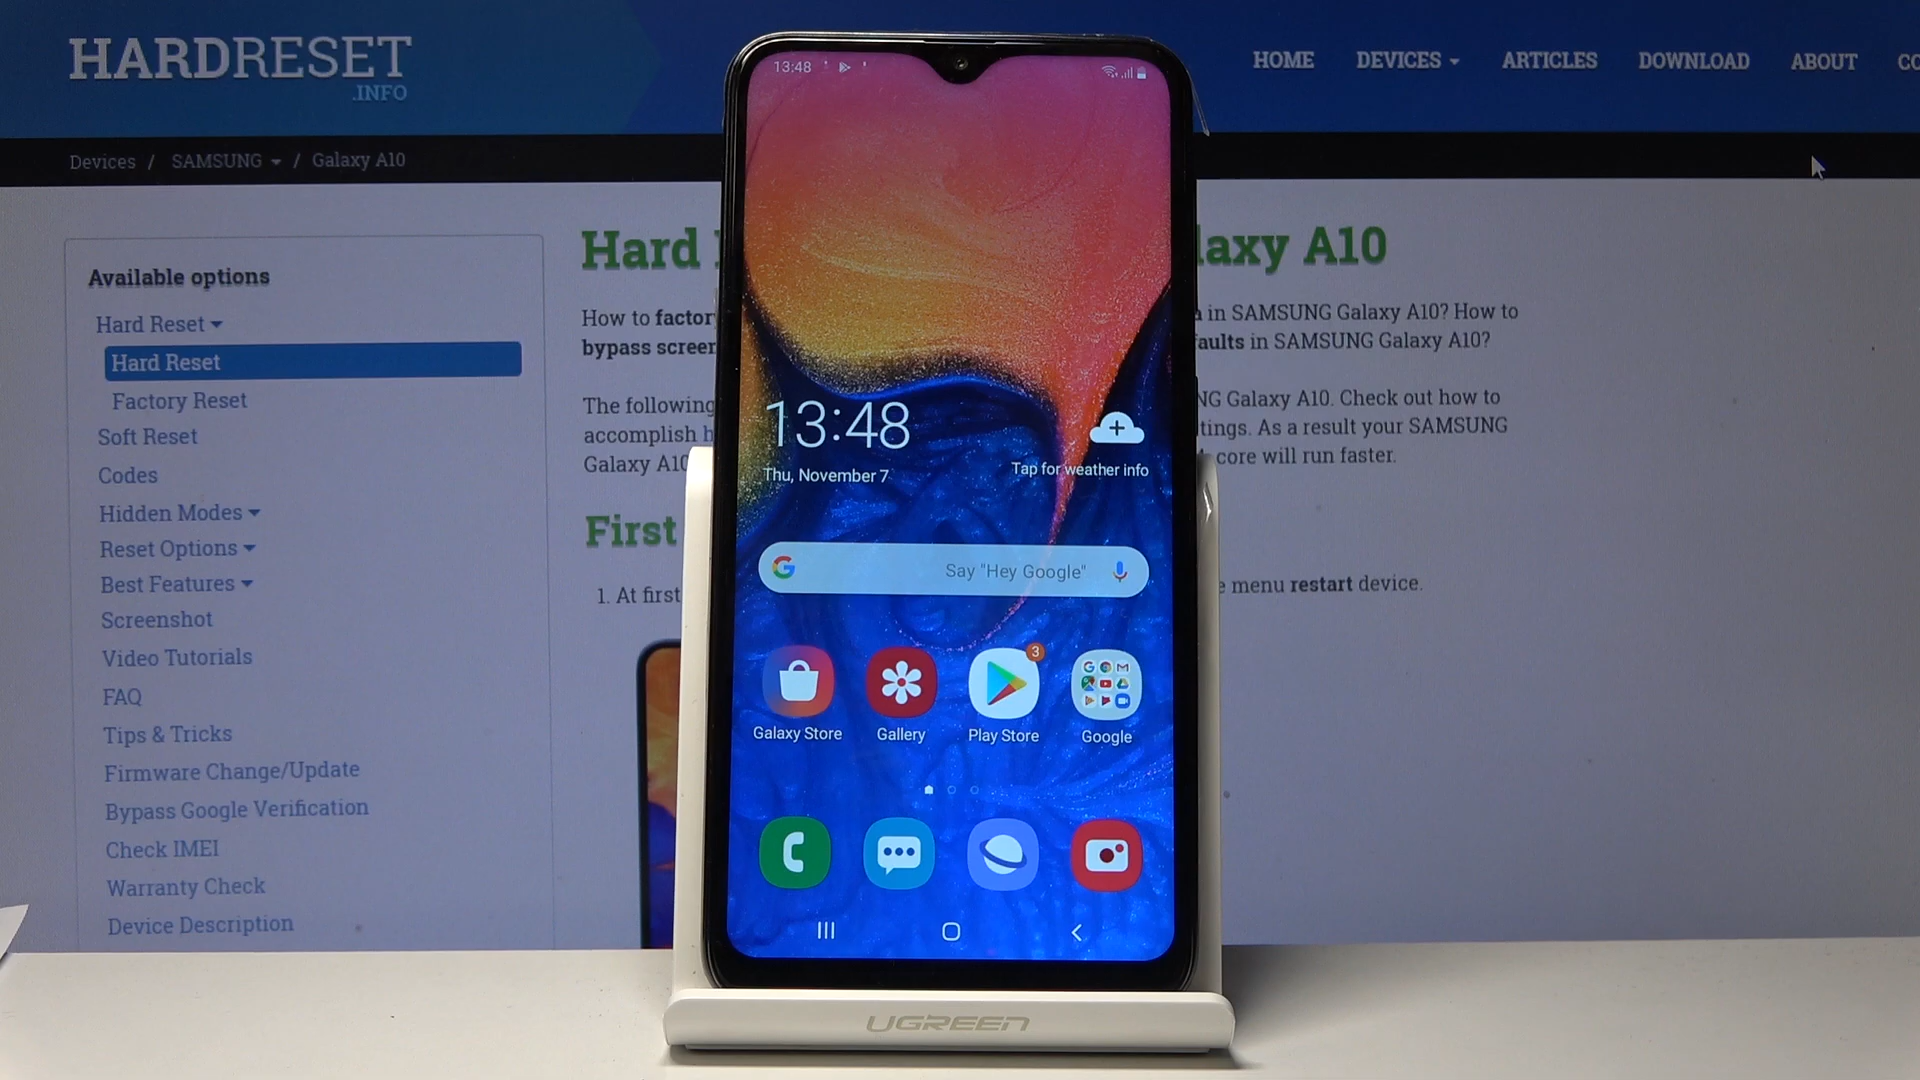 HARDRESET
.INFO
HOME DEVICES ARTICLES DOWNLOAD ABOUT
Devices / SAMSUNG / Galaxy A10
Available options
Hard Reset
Hard Reset
Factory Reset
Soft Reset
Codes
Hidden Modes
Reset Options
Best Features
Screenshot
Video Tutorials
FAQ
Tips & Tricks
Firmware Change/Update
Bypass Google Verification
Check IMEI
Warranty Check
Device Description
Hard
laxy A10
How to factor
in SAMSUNG Galaxy A10? How to
bypass screen
faults in SAMSUNG Galaxy A10?
The following
NG Galaxy A10. Check out how to
accomplish h
tings. As a result your SAMSUNG
Galaxy A10
core will run faster.
First
1. At first
e menu restart device.
13:48
13:48
Thu, November 7
Tap for weather info
G Say "Hey Google"
3
Galaxy Store Gallery Play Store Google
UGREEN